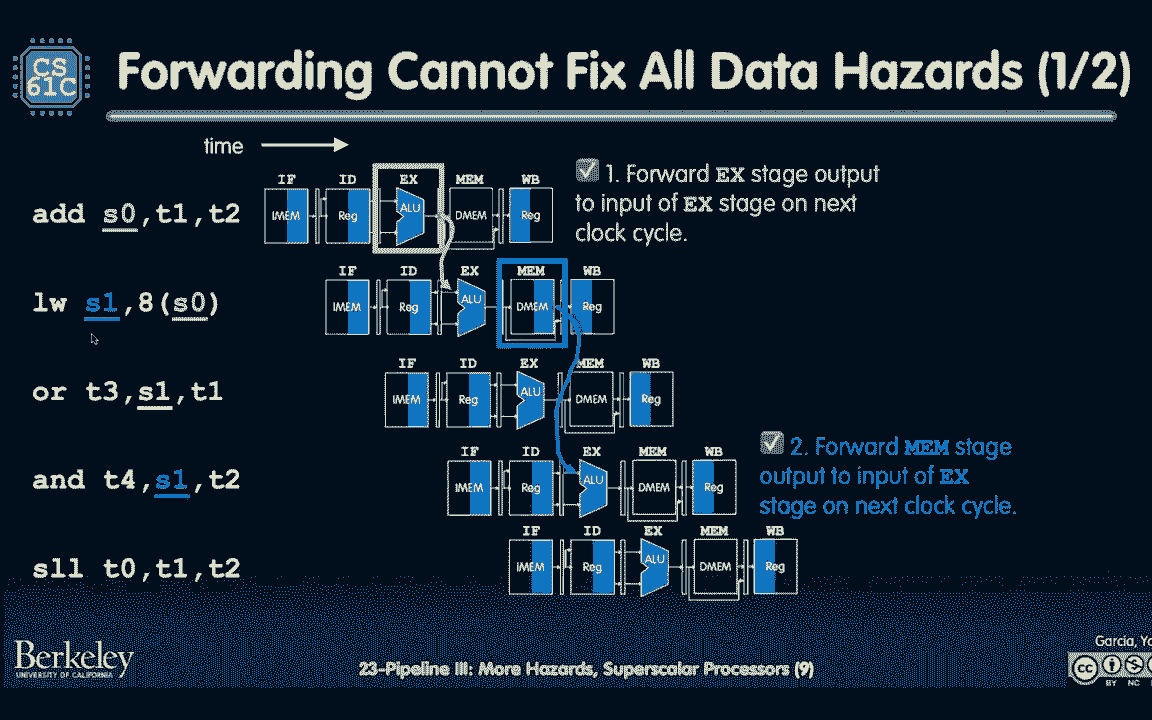 CS
61C
Forwarding Cannot Fix All Data Hazards (1/2)
time
add s0,t1,t2
IF ID EX MEM WB
IMEM Reg ALU DMEM Reg
1. Forward EX stage output
to input of EX stage on next
clock cycle.
lw s1,8(s0)
IF ID EX MEM WB
IMEM Reg ALU DMEM Reg
or t3,s1,t1
IF ID EX MEM WB
IMEM Reg ALU DMEM Reg
and t4,s1,t2
IF ID EX MEM WB
IMEM Reg ALU DMEM Reg
2. Forward MEM stage
output to input of EX
stage on next clock cycle.
sll t0,t1,t2
IF ID EX MEM WB
IMEM Reg ALU DMEM Reg
Berkeley
UNIVERSITY OF CALIFORNIA
23-Pipeline III: More Hazards, Superscalar Processors (9)
Garcia,
cc
BY NC